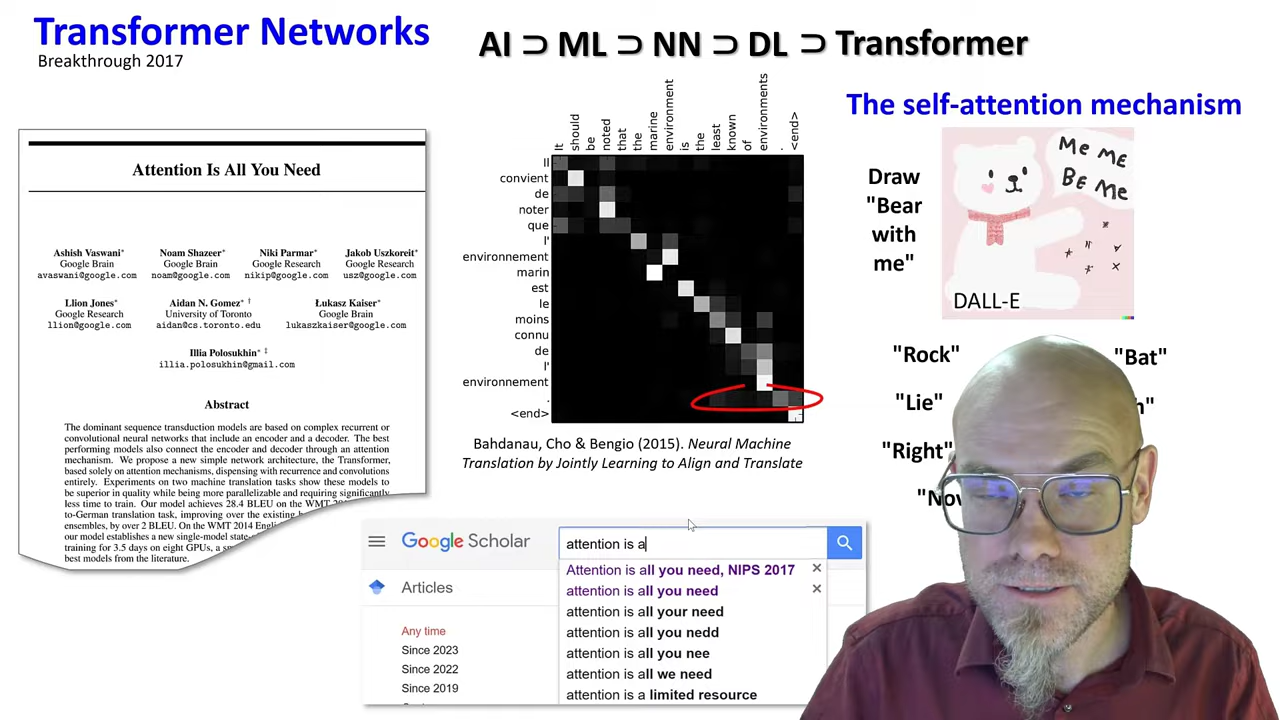 Transformer Networks
Breakthrough 2017
AI ⊃ ML ⊃ NN ⊃ DL ⊃ Transformer
Attention Is All You Need
Ashish Vaswani* Noam Shazeer* Niki Parmar* Jakob Uszkoreit*
Google Brain Google Brain Google Research Google Research
avaswani@google.com noam@google.com nikip@google.com usz@google.com
Llion Jones* Aidan N. Gomez* † Łukasz Kaiser*
Google Research University of Toronto Google Brain
llion@google.com aidan@cs.toronto.edu lukaszkaiser@google.com
Illia Polosukhin* ‡
illia.polosukhin@gmail.com
Abstract
The dominant sequence transduction models are based on complex recurrent or
convolutional neural networks that include an encoder and a decoder. The best
performing models also connect the encoder and decoder through an attention
mechanism. We propose a new simple network architecture, the Transformer,
based solely on attention mechanisms, dispensing with recurrence and convolutions
entirely. Experiments on two machine translation tasks show these models to
be superior in quality while being more parallelizable and requiring significantly
less time to train. Our model achieves 28.4 BLEU on the WMT
to-German translation task, improving over the existing
ensembles, by over 2 BLEU. On the WMT 2014
our model establishes a new single-model
training for 3.5 days on eight GPUs, a
best models from the literature.
It should be noted that the marine environment is the least known of environments . <end>
Il
convient
de
noter
que
l'
environnement
marin
est
le
moins
connu
de
l'
environnement
.
<end>
Bahdanau, Cho & Bengio (2015). Neural Machine
Translation by Jointly Learning to Align and Translate
The self-attention mechanism
Draw
"Bear
with
me"
Me me
Be Me
DALL-E
"Rock" "Bat"
"Lie"
"Right"
Google Scholar
attention is a
Articles
Attention is all you need, NIPS 2017
attention is all you need
attention is all your need
attention is all you nedd
attention is all you nee
attention is all we need
attention is a limited resource
Any time
Since 2023
Since 2022
Since 2019